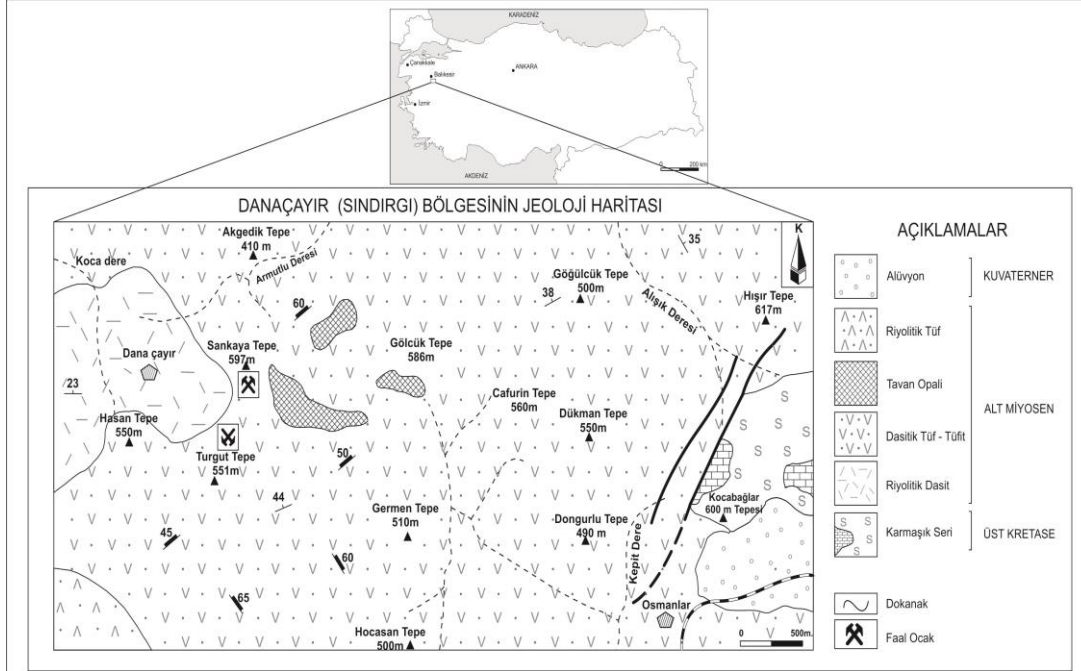 KARADENİZ
Çanakkale
Balıkesir
ANKARA
İzmir
AKDENİZ
0 200 km
DANAÇAYIR (SINDIRGI) BÖLGESİNİN JEOLOJİ HARİTASI
Akgedik Tepe
410 m
Koca dere
Armutlu Deresi
35
K
Göğülcük Tepe
500m
38
Alışık Deresi
Hışır Tepe
617m
60
Sankaya Tepe
597m
Gölcük Tepe
586m
Dana çayır
23
Hasan Tepe
550m
Cafurin Tepe
560m
Dükman Tepe
550m
Turgut Tepe
551m
50
44
45
Germen Tepe
510m
Dongurlu Tepe
490 m
Kocabağlar
600 m Tepesi
S S S S S S S S
60
65
Kepit Dere
Osmanlar
Hocasan Tepe
500m
0 500m.
AÇIKLAMALAR
Alüvyon
KUVATERNER
Riyolitik Tüf
Tavan Opali
ALT MİYOSEN
Dasitik Tüf - Tüfit
Riyolitik Dasit
Karmaşık Seri
ÜST KRETASE
Dokanak
Faal Ocak